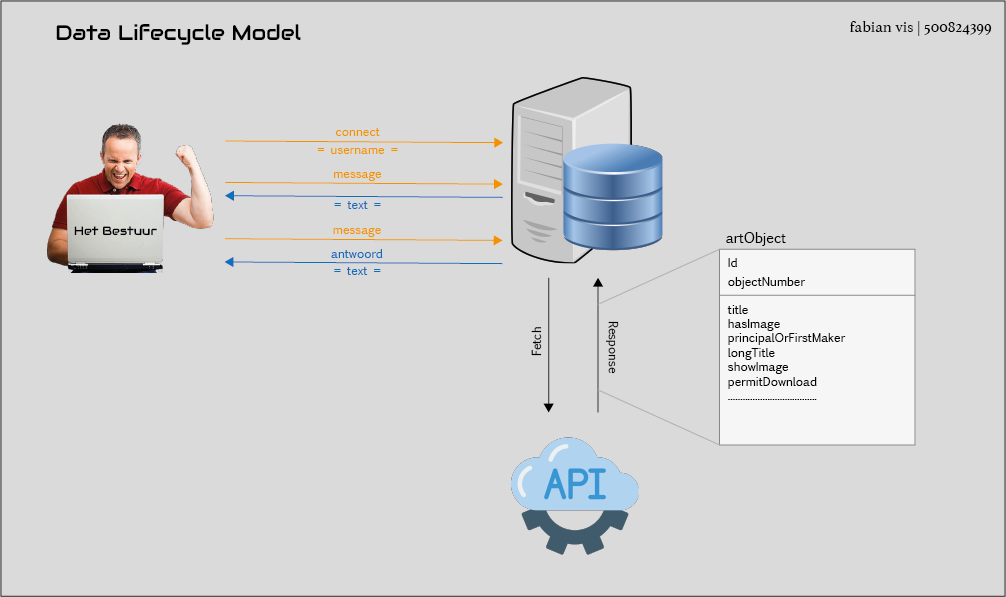 Data Lifecycle Model
fabian vis | 500824399
connect
= username =
message
= text =
message
antwoord
= text =
Het Bestuur
artObject
Id
objectNumber
title
hasImage
principalOrFirstMaker
longTitle
showImage
permitDownload
....................................
Fetch
Response
API